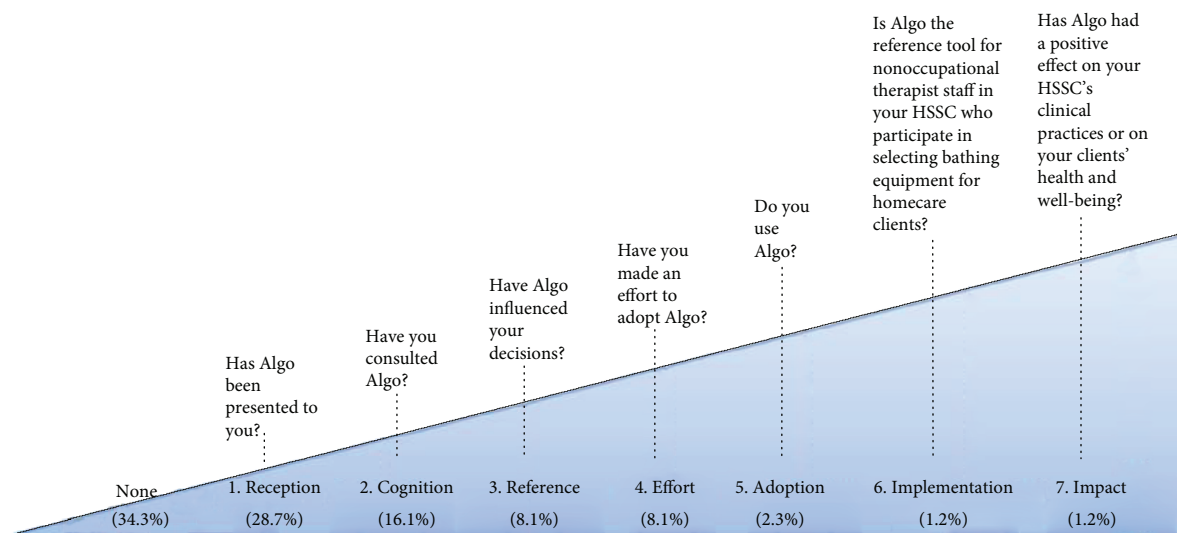 Is Algo the
reference tool for
nonoccupational
therapist staff in
your HSSC who
participate in
selecting bathing
equipment for
homecare
clients?
Has Algo had
a positive
effect on your
HSSC's
clinical
practices or on
your clients'
health and
well-being?
Do you
use
Algo?
Have you
made an
effort to
adopt Algo?
Have Algo
influenced
your
decisions?
Have you
consulted
Algo?
Has Algo
been
presented to
you?
None
(34.3%)
1. Reception
(28.7%)
2. Cognition
(16.1%)
3. Reference
(8.1%)
4. Effort
(8.1%)
5. Adoption
(2.3%)
6. Implementation
(1.2%)
7. Impact
(1.2%)